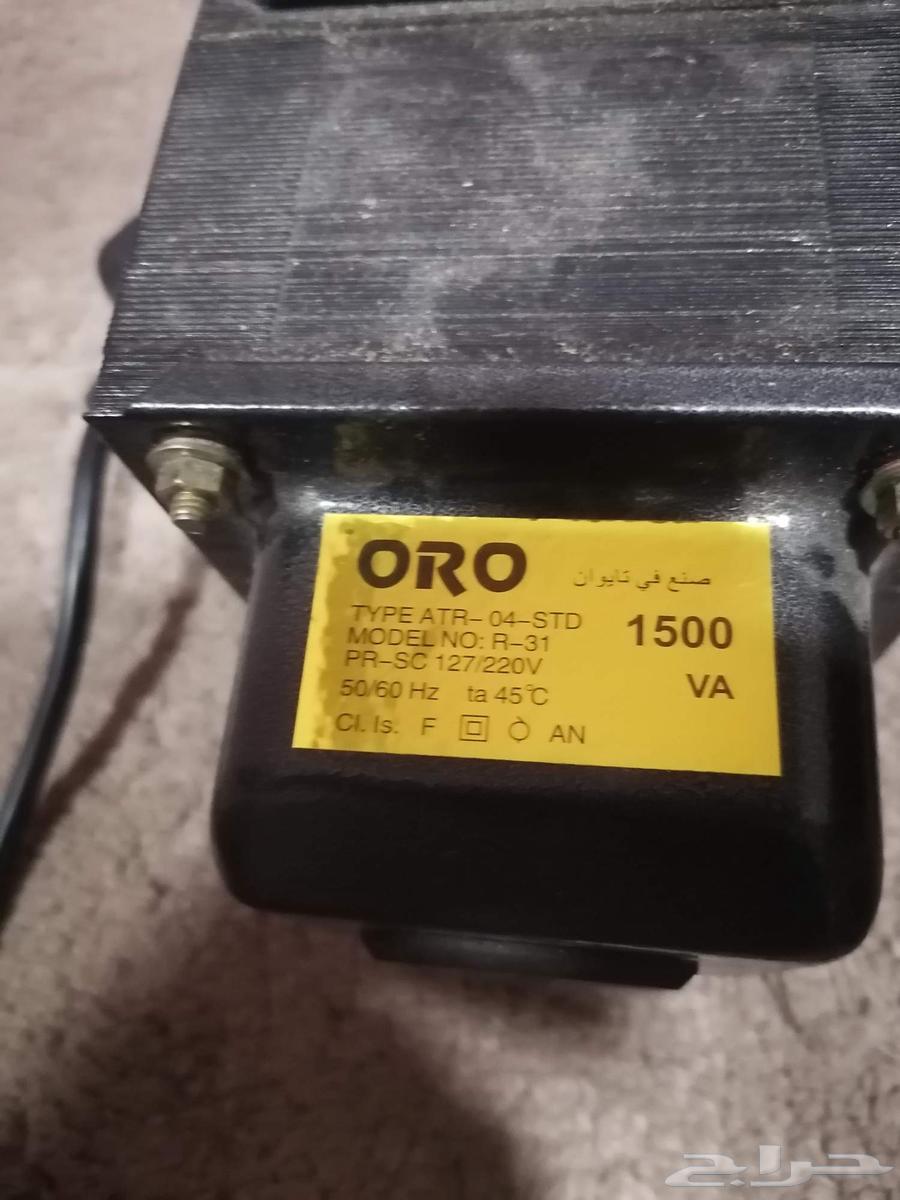 ORO
صنع في تايوان
TYPE ATR-04-STD
MODEL NO: R-31
PR-SC 127/220V
1500
VA
50/60 Hz ta 45°C
Cl. Is. F AN
حراج